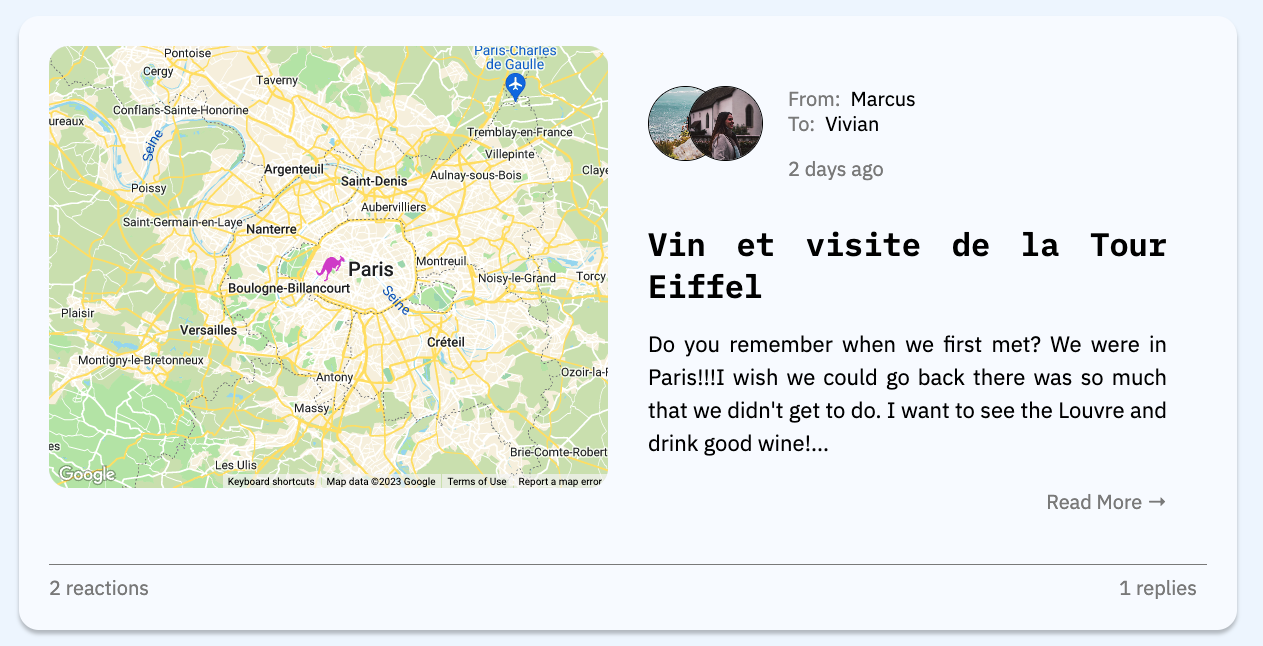 Paris-Charles
de Gaulle
Pontoise
Cergy
Taverny
Conflans-Sainte-Honorine
ureaux
Seine
Tremblay-en-France
Villepinte
Argenteuil
Claye
Saint-Denis
Aulnay-sous-Bois
Poissy
Aubervilliers
Saint-Germain-en-Laye
Nanterre
Montreuil
Paris
Noisy-le-Grand
Torcy
Boulogne-Billancourt
Seine
Plaisir
Versailles
Créteil
Montigny-le-Bretonneux
Ozoir-la-F
Antony
Massy
es
Brie-Comte-Robert
Les Ulis
Google
Keyboard shortcuts Map data ©2023 Google Terms of Use Report a map error
From: Marcus
To: Vivian
2 days ago
Vin et visite de la Tour
Eiffel
Do you remember when we first met? We were in
Paris!!!I wish we could go back there was so much
that we didn't get to do. I want to see the Louvre and
drink good wine!...
Read More →
2 reactions
1 replies